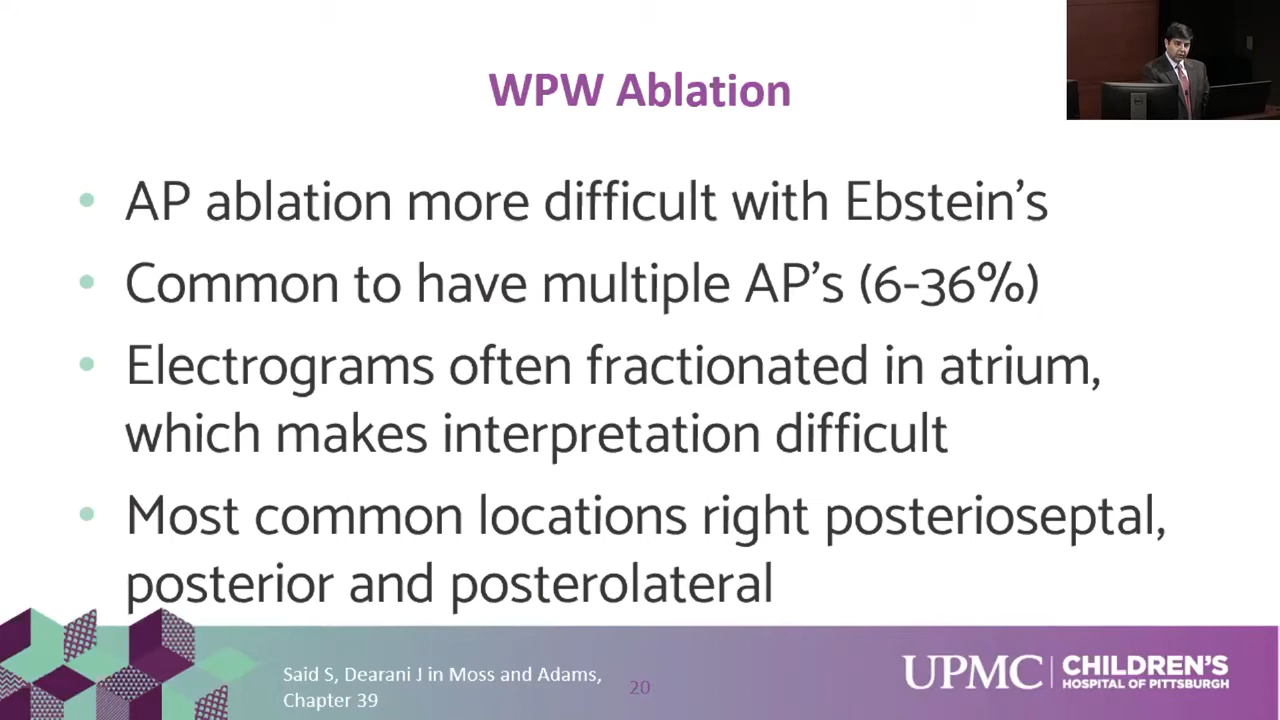 WPW Ablation
• AP ablation more difficult with Ebstein’s
• Common to have multiple AP’s (6-36%)
• Electrograms often fractionated in atrium,
which makes interpretation difficult
• Most common locations right posterioseptal,
posterior and posterolateral
Said S, Dearani J in Moss and Adams,
Chapter 39
20
UPMC | CHILDREN'S
HOSPITAL OF PITTSBURGH